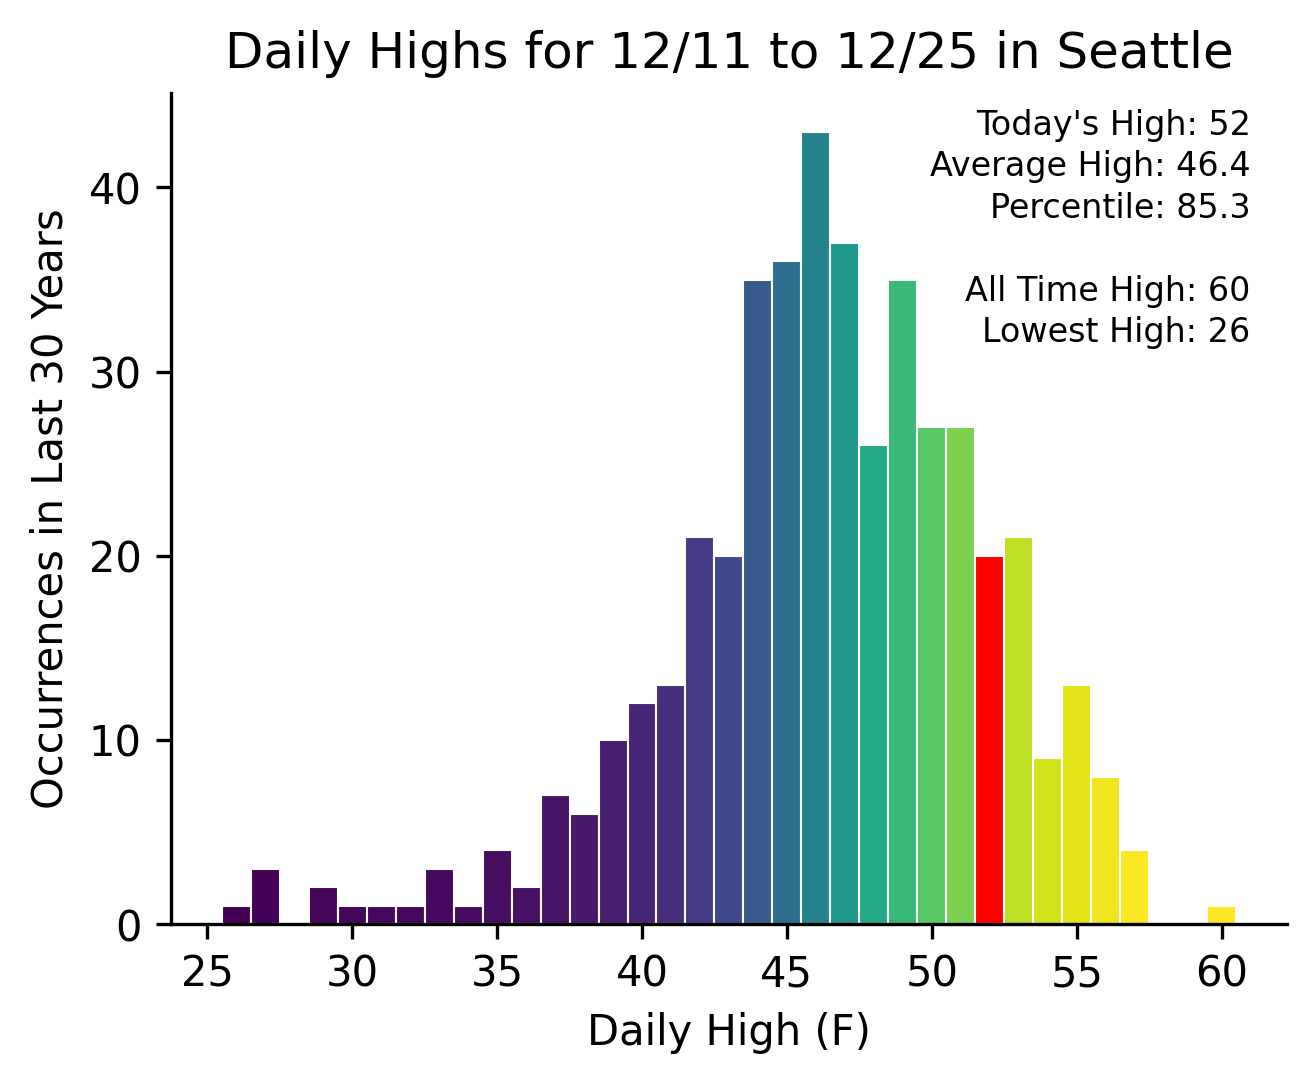 Daily Highs for 12/11 to 12/25 in Seattle
Today's High: 52
Average High: 46.4
Percentile: 85.3
All Time High: 60
Lowest High: 26
Occurrences in Last 30 Years
40
30
20
10
0
25 30 35 40 45 50 55 60
Daily High (F)